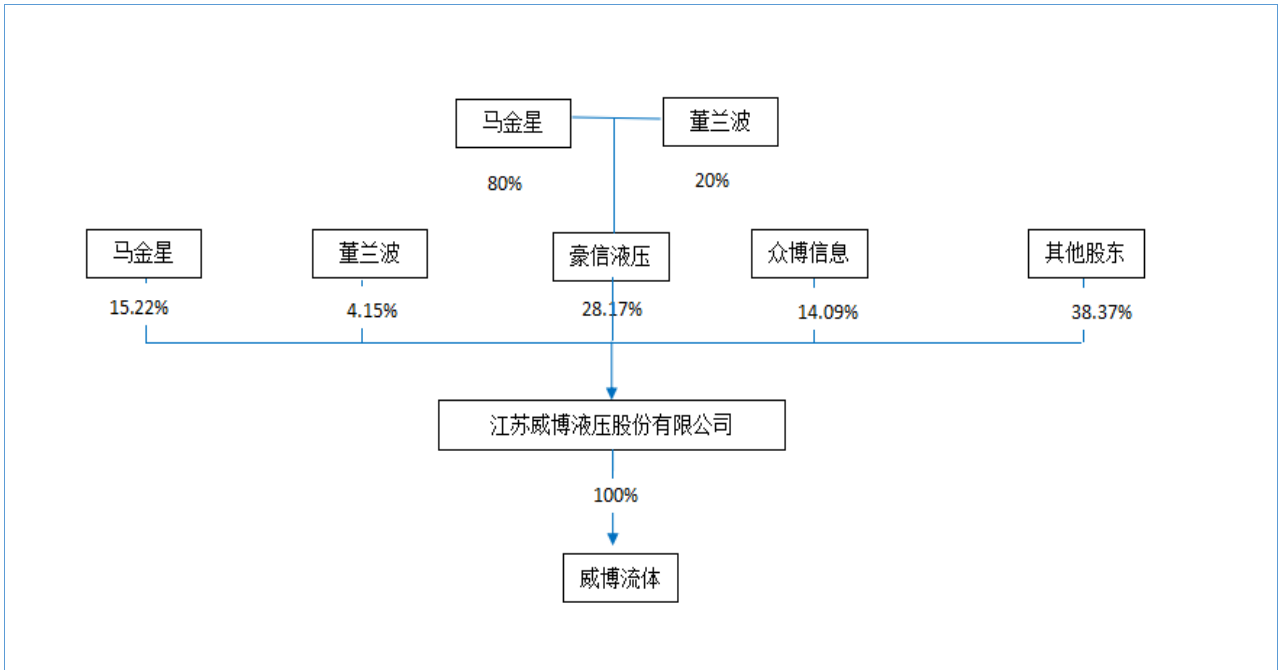 马金星
董兰波
80%
20%
马金星
董兰波
豪信液压
众博信息
其他股东
15.22%
4.15%
28.17%
14.09%
38.37%
江苏威博液压股份有限公司
100%
威博流体